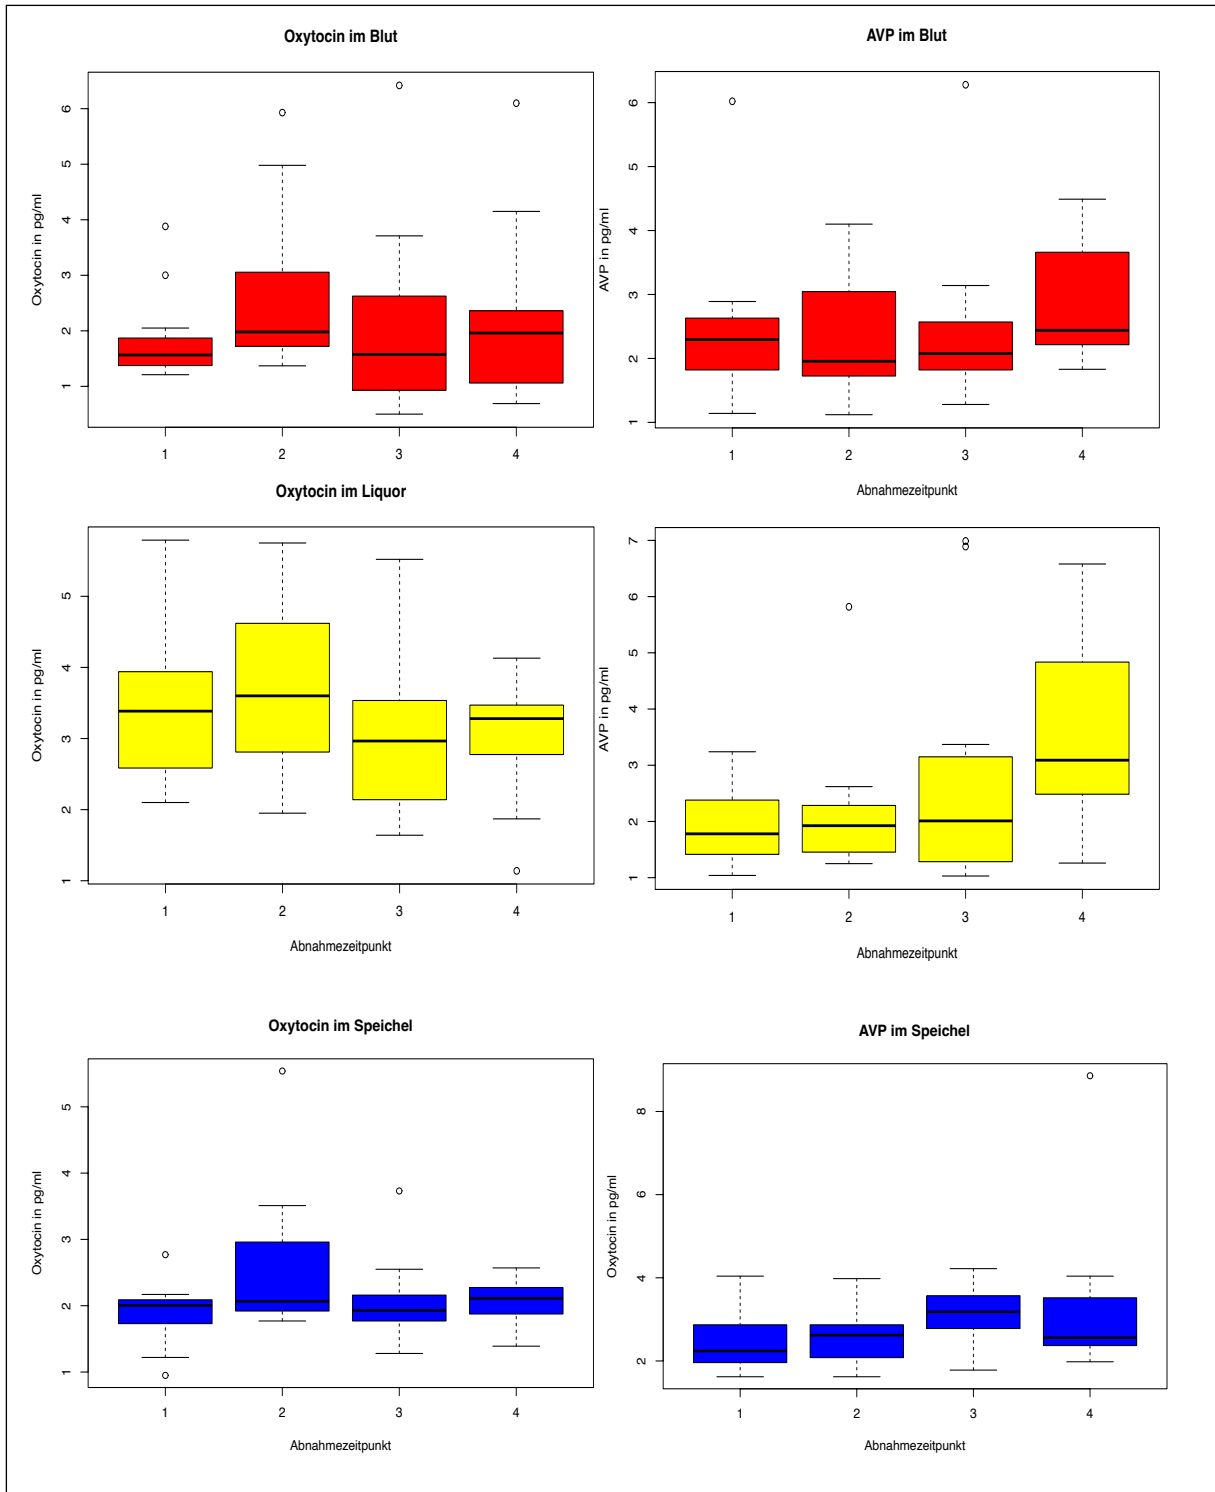 Oxytocin im Blut
Oxytocin in pg/ml
6
5
4
3
2
1
1 2 3 4
AVP im Blut
AVP in pg/ml
6
5
4
3
2
1
1 2 3 4
Abnahmezeitpunkt
Oxytocin im Liquor
Oxytocin in pg/ml
5
4
3
2
1
1 2 3 4
Abnahmezeitpunkt
AVP in pg/ml
7
6
5
4
3
2
1
1 2 3 4
Abnahmezeitpunkt
Oxytocin im Speichel
Oxytocin in pg/ml
5
4
3
2
1
1 2 3 4
Abnahmezeitpunkt
AVP im Speichel
Oxytocin in pg/ml
8
6
4
2
1 2 3 4
Abnahmezeitpunkt